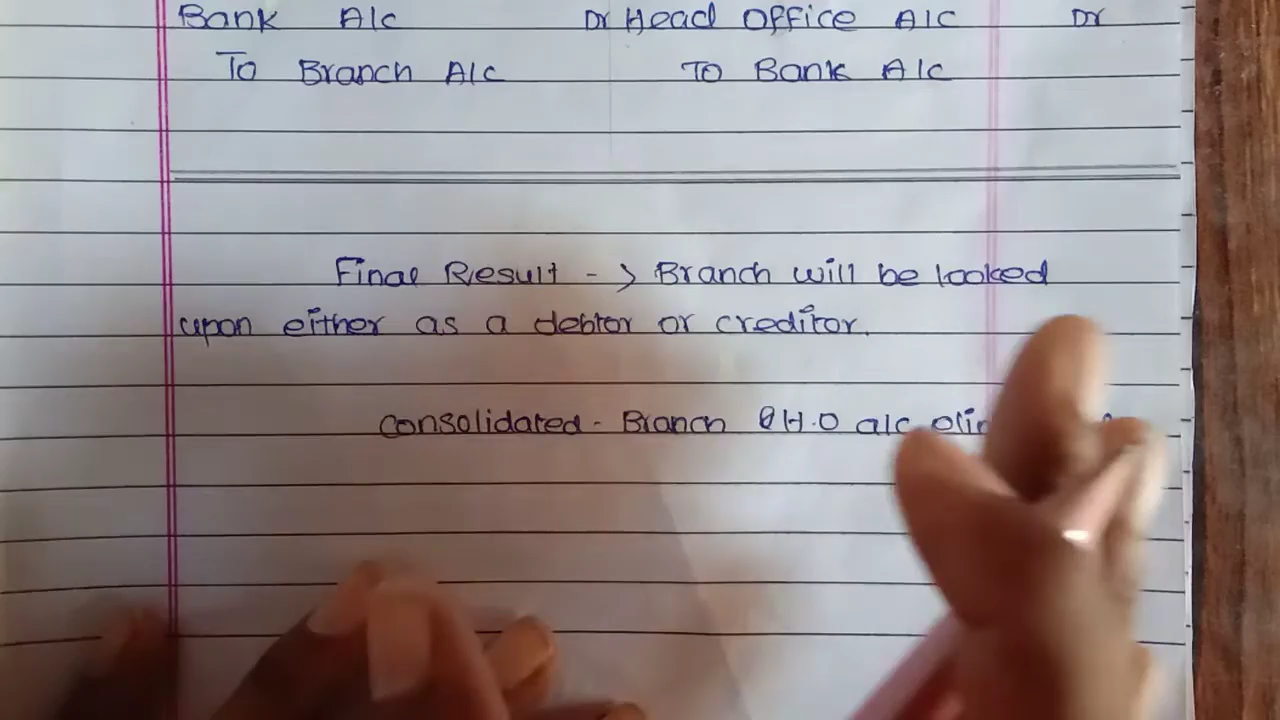 Bank A/c Dr Head Office A/c Dr
To Branch A/c To Bank A/c
Final Result -> Branch will be looked
upon either as a debtor or creditor.
Consolidated - Branch & H.O a/c